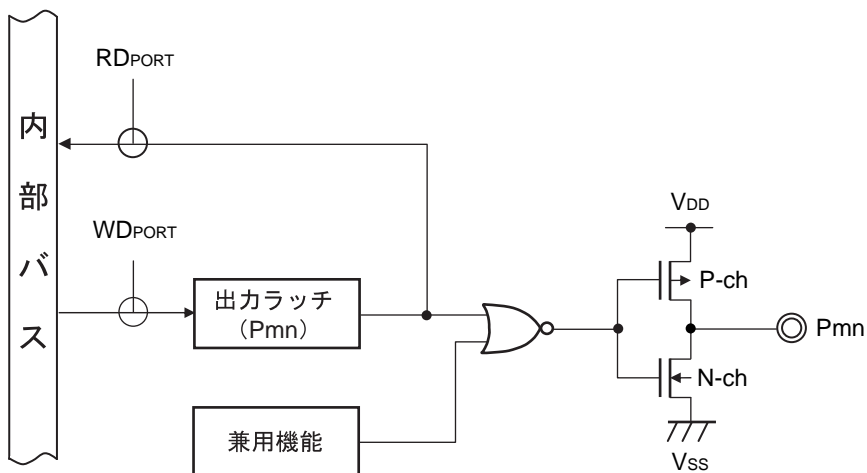 内部バス
RDPORT
WDPORT
出力ラッチ
（Pmn）
兼用機能
VDD
P-ch
Pmn
N-ch
VSS